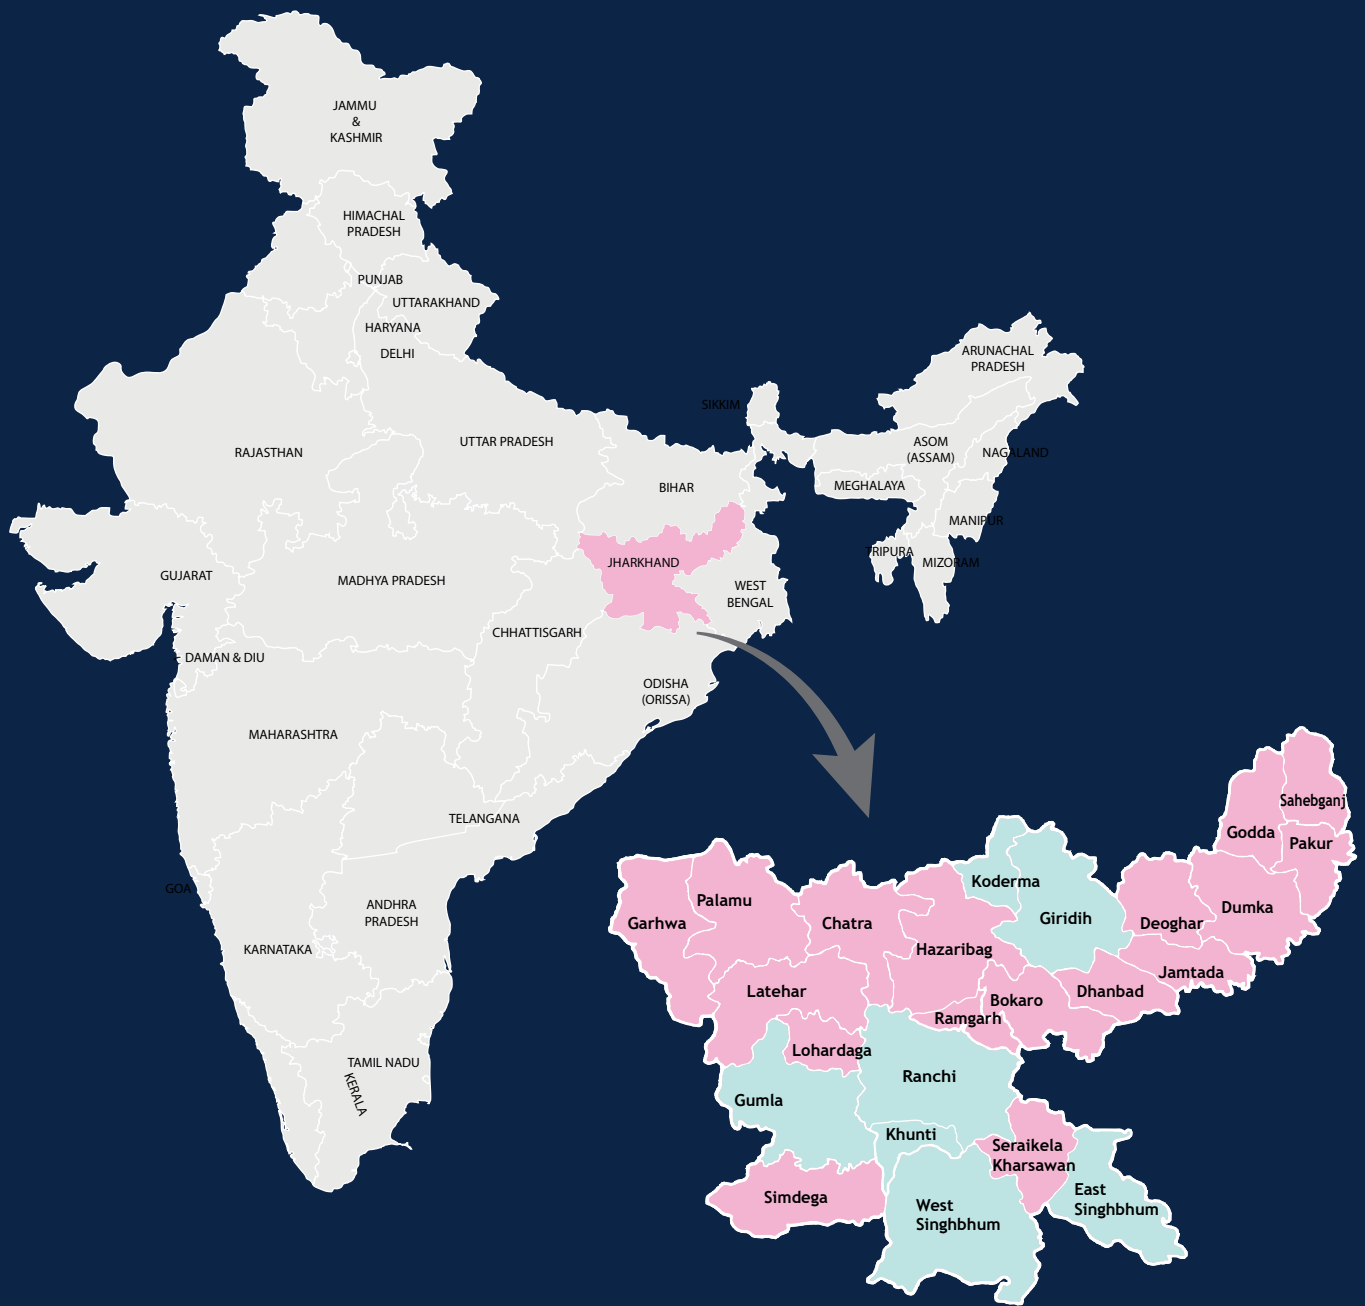 JAMMU
&
KASHMIR
HIMACHAL
PRADESH
PUNJAB
UTTARAKHAND
HARYANA
DELHI
ARUNACHAL
PRADESH
SIKKIM
RAJASTHAN
UTTAR PRADESH
ASOM
(ASSAM)
NAGALAND
BIHAR
MEGHALAYA
MANIPUR
TRIPURA
MIZORAM
JHARKHAND
GUJARAT
MADHYA PRADESH
WEST
BENGAL
CHHATTISGARH
DAMAN & DIU
ODISHA
(ORISSA)
MAHARASHTRA
TELANGANA
GOA
ANDHRA
PRADESH
KARNATAKA
TAMIL NADU
KERALA
Sahebganj
Godda
Pakur
Koderma
Palamu
Garhwa
Chatra
Giridih
Deoghar
Dumka
Hazaribag
Jamtada
Latehar
Bokaro
Dhanbad
Ramgarh
Lohardaga
Ranchi
Gumla
Khunti
Seraikela
Kharsawan
Simdega
West
Singhbhum
East
Singhbhum